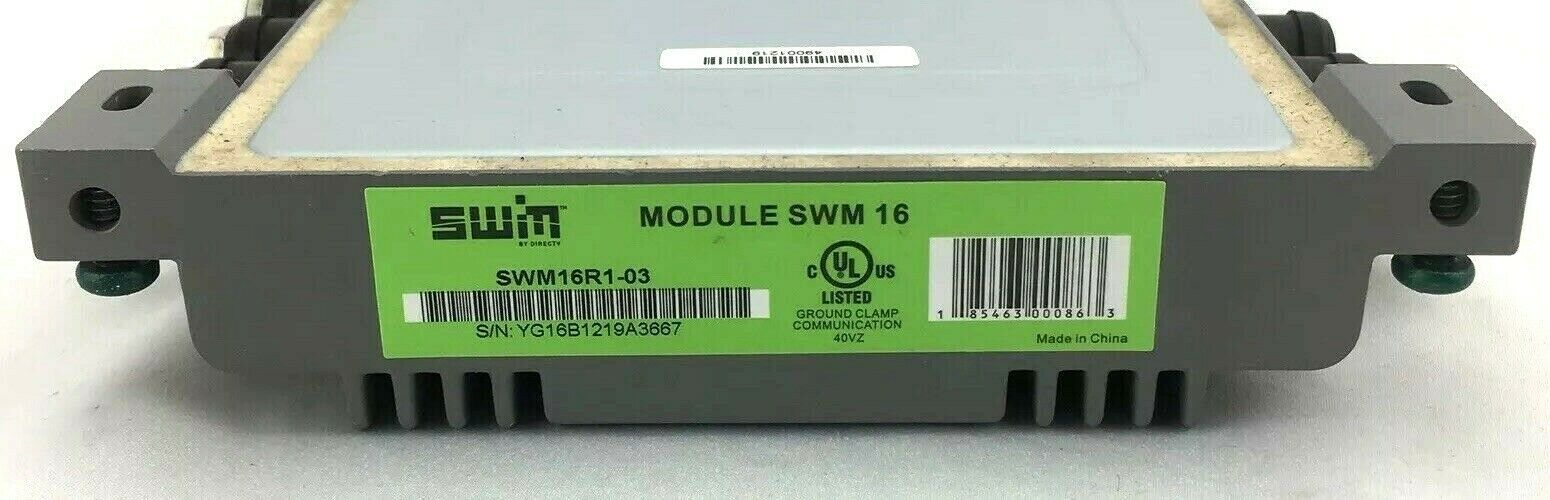 49001219
SWiM™
BY DIRECTV
MODULE SWM 16
SWM16R1-03
S/N: YG16B1219A3667
C UL US
LISTED
GROUND CLAMP
COMMUNICATION
40VZ
1 85463 00086 3
Made in China